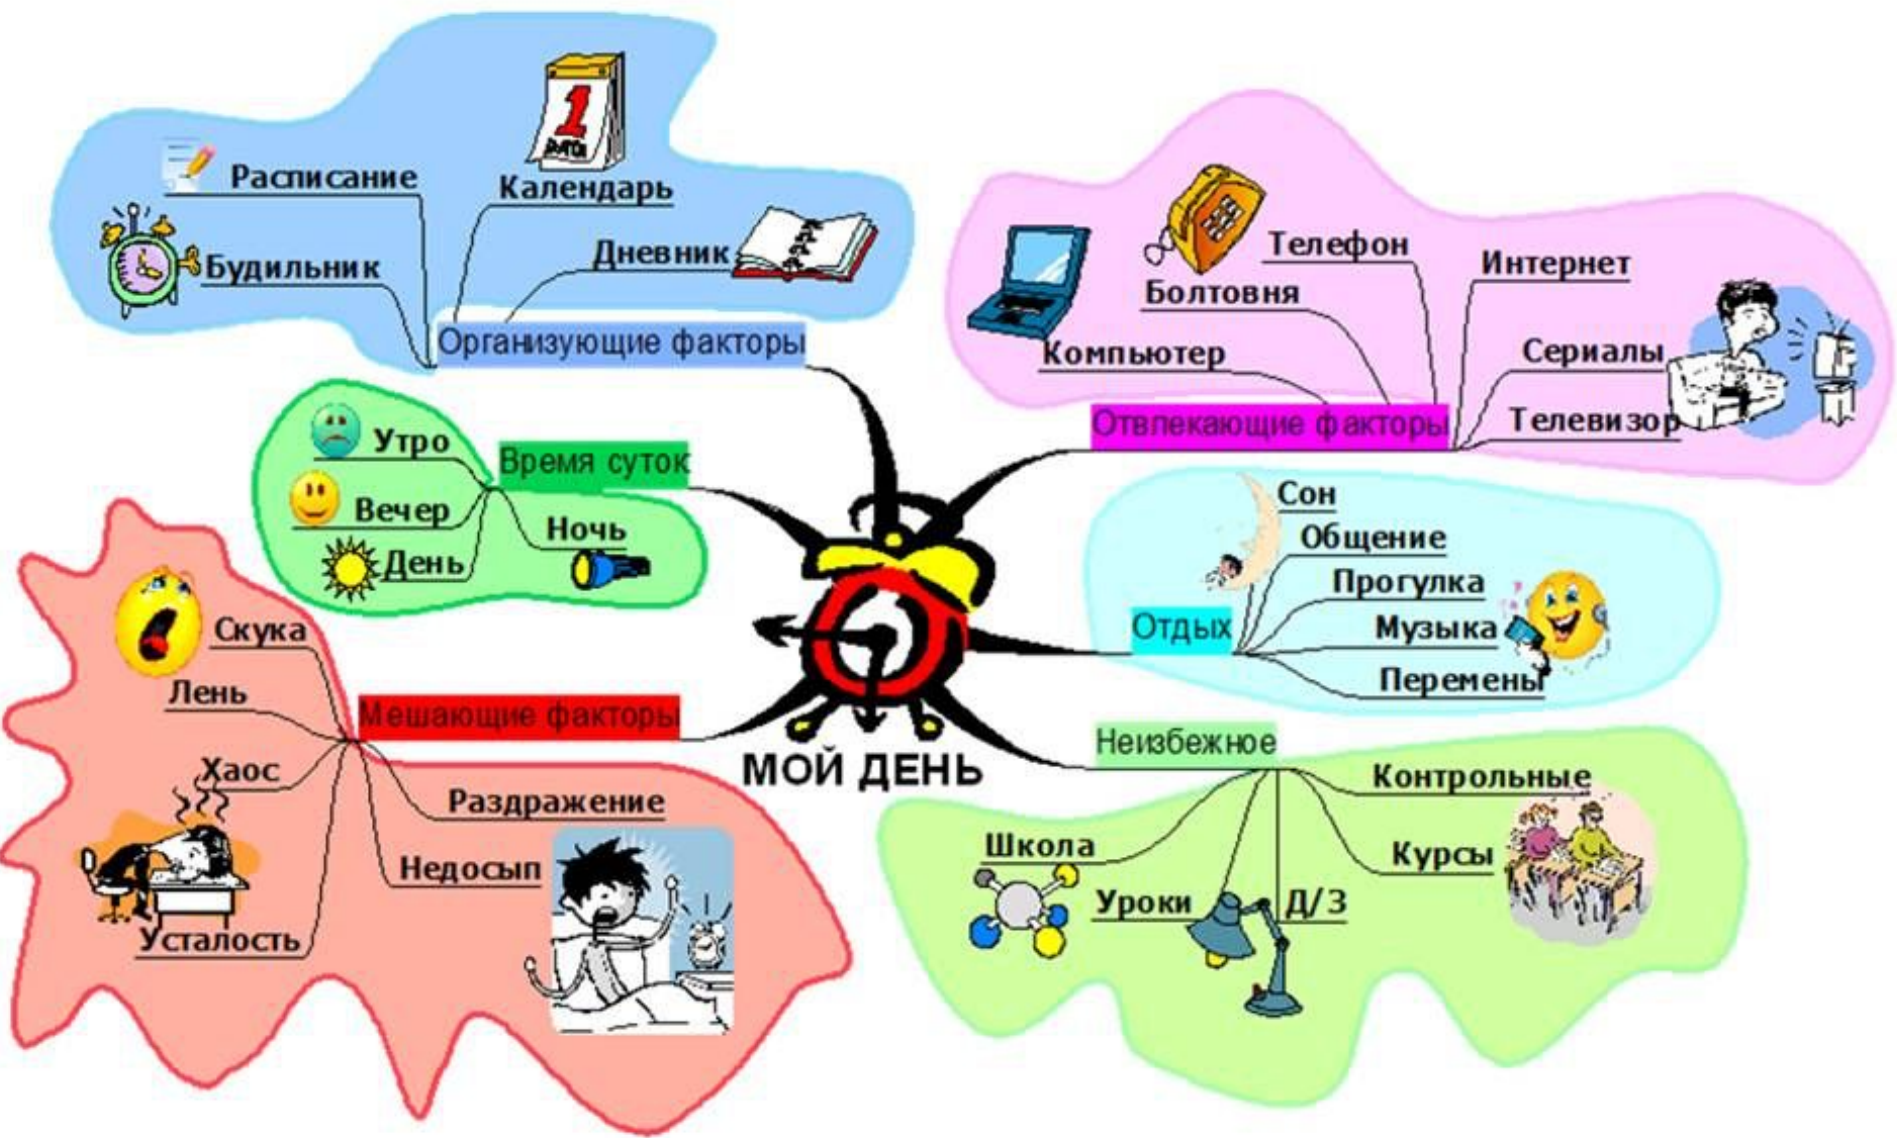 Расписание
Календарь
Дневник
Будильник
Организующие факторы
Время суток
Утро
Вечер
День
Ночь
Мешающие факторы
Скука
Лень
Хаос
Усталость
Раздражение
Недосып
МОЙ ДЕНЬ
Отвлекающие факторы
Компьютер
Болтовня
Телефон
Интернет
Сериалы
Телевизор
Отдых
Сон
Общение
Прогулка
Музыка
Перемены
Неизбежное
Школа
Уроки
Д/З
Контрольные
Курсы
1